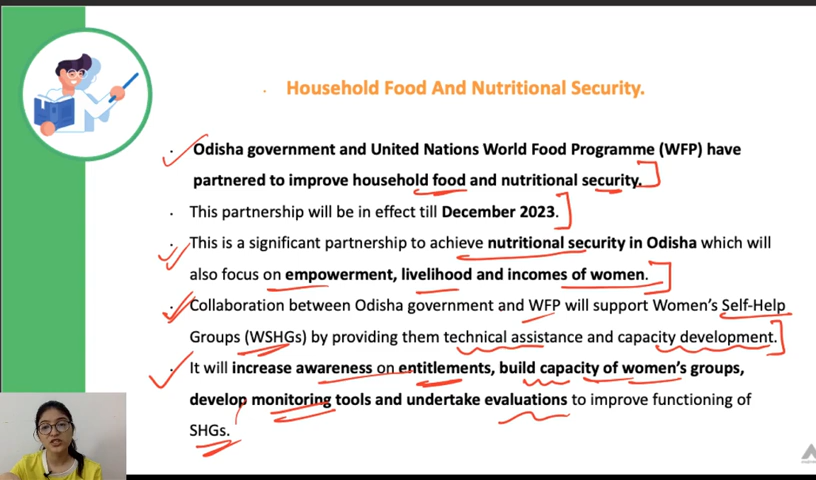 Household Food And Nutritional Security.
· Odisha government and United Nations World Food Programme (WFP) have
partnered to improve household food and nutritional security.
· This partnership will be in effect till December 2023.
· This is a significant partnership to achieve nutritional security in Odisha which will
also focus on empowerment, livelihood and incomes of women.
· Collaboration between Odisha government and WFP will support Women's Self-Help
Groups (WSHGs) by providing them technical assistance and capacity development.
· It will increase awareness on entitlements, build capacity of women's groups,
develop monitoring tools and undertake evaluations to improve functioning of
SHGs.